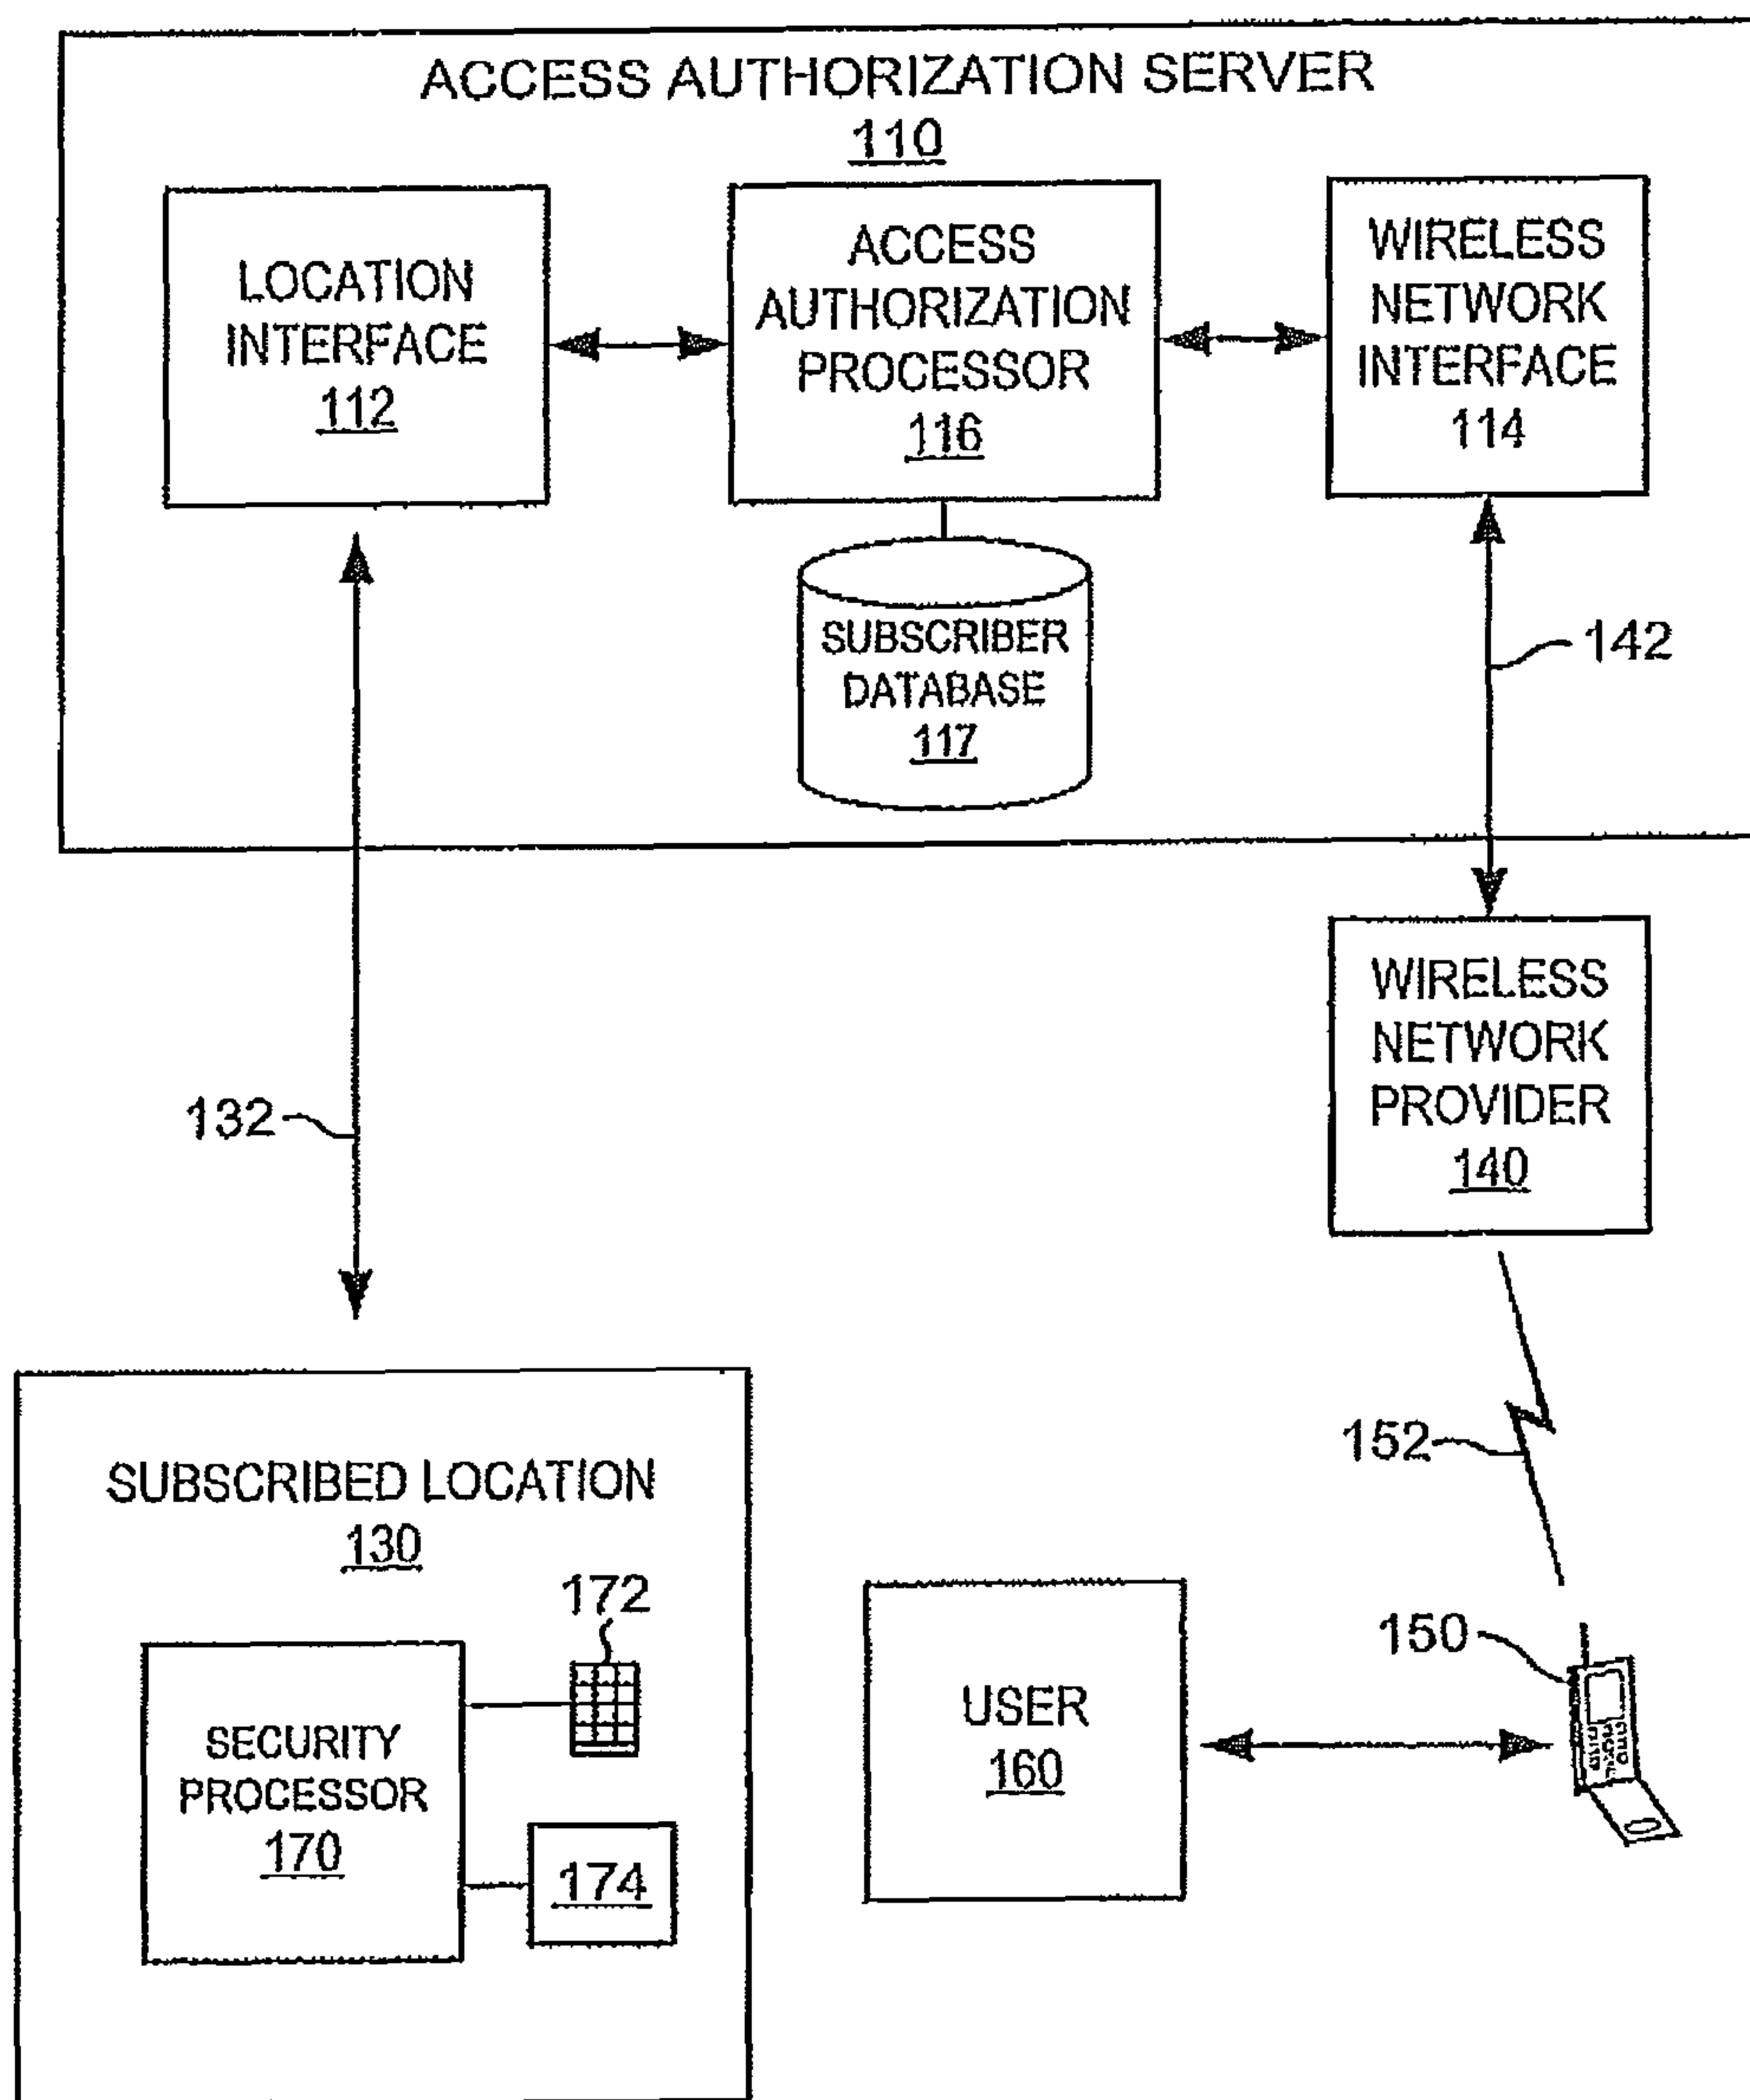 ACCESS AUTHORIZATION SERVER
110
LOCATION
INTERFACE
112
ACCESS
AUTHORIZATION
PROCESSOR
116
WIRELESS
NETWORK
INTERFACE
114
SUBSCRIBER
DATABASE
117
142
132
WIRELESS
NETWORK
PROVIDER
140
152
SUBSCRIBED LOCATION
130
172
SECURITY
PROCESSOR
170
174
USER
160
150